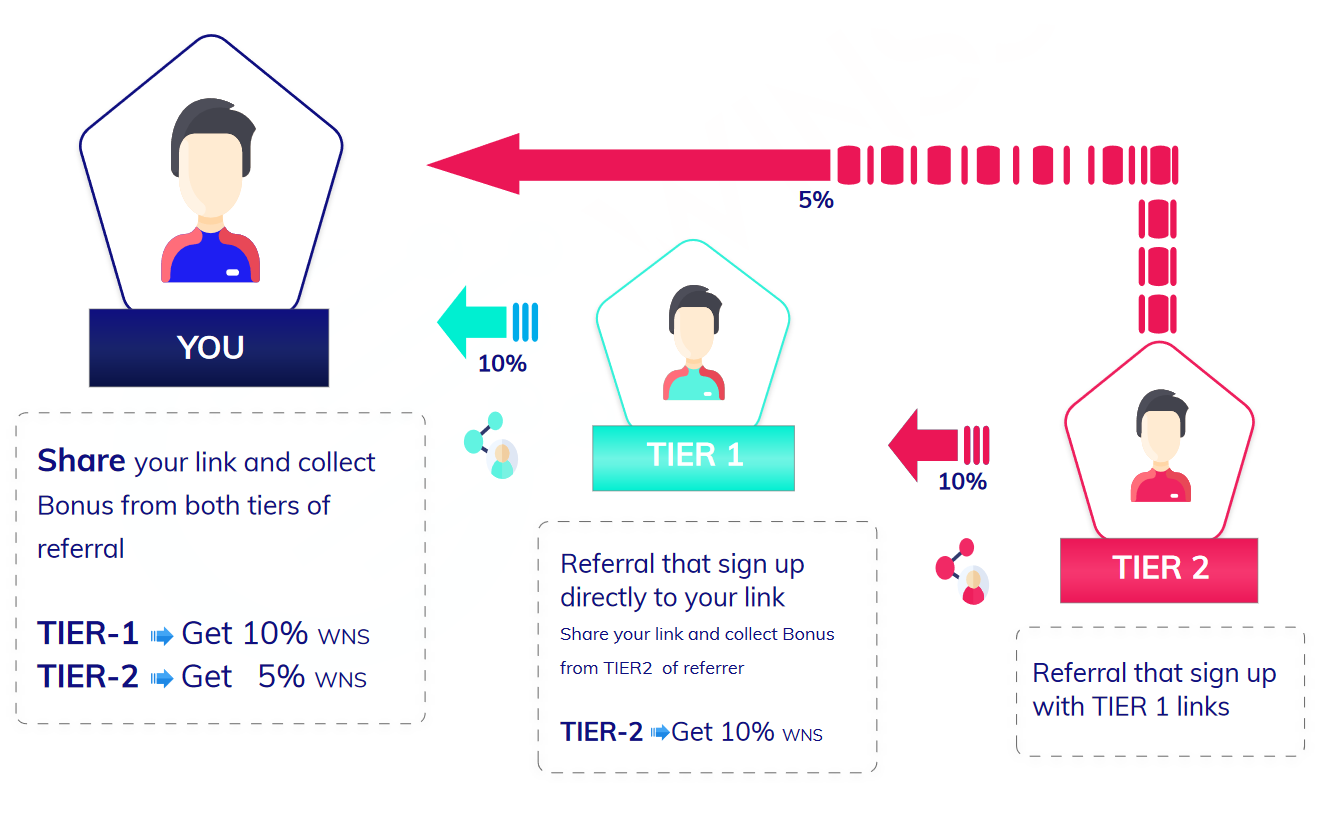 5%
YOU
10%
TIER 1
10%
TIER 2
Share your link and collect
Bonus from both tiers of
referral
TIER-1 Get 10% WNS
TIER-2 Get 5% WNS
Referral that sign up
directly to your link
Share your link and collect Bonus
from TIER2 of referrer
TIER-2 Get 10% WNS
Referral that sign up
with TIER 1 links